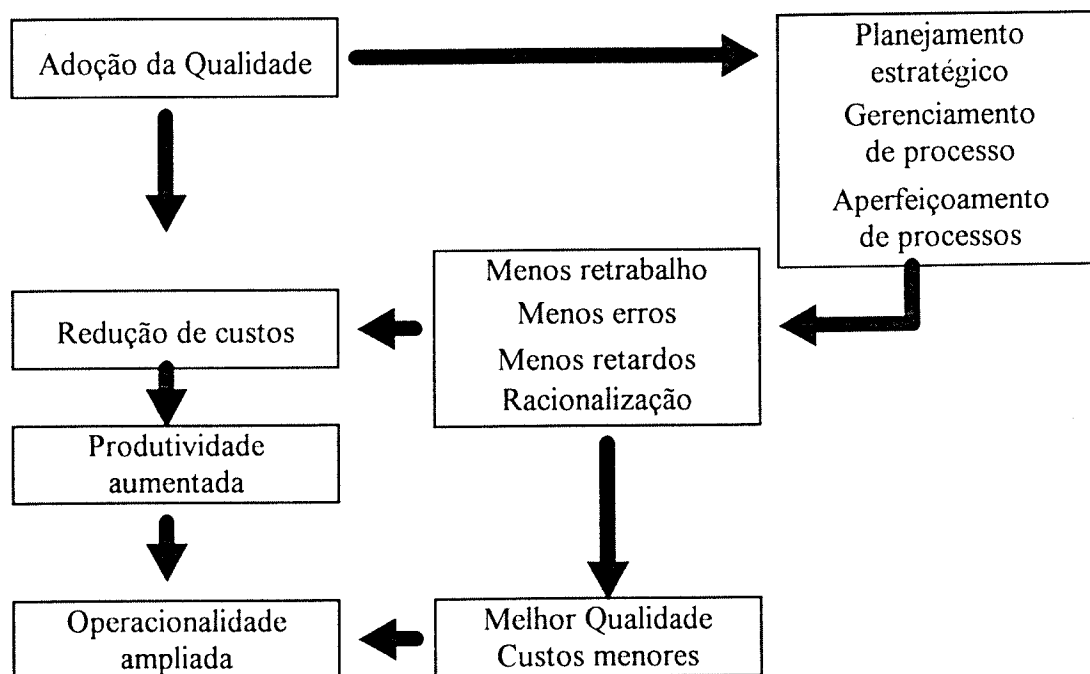 Adoção da Qualidade
Planejamento
estratégico
Gerenciamento
de processo
Aperfeiçoamento
de processos
Menos retrabalho
Menos erros
Menos retardos
Racionalização
Redução de custos
Produtividade
aumentada
Operacionalidade
ampliada
Melhor Qualidade
Custos menores